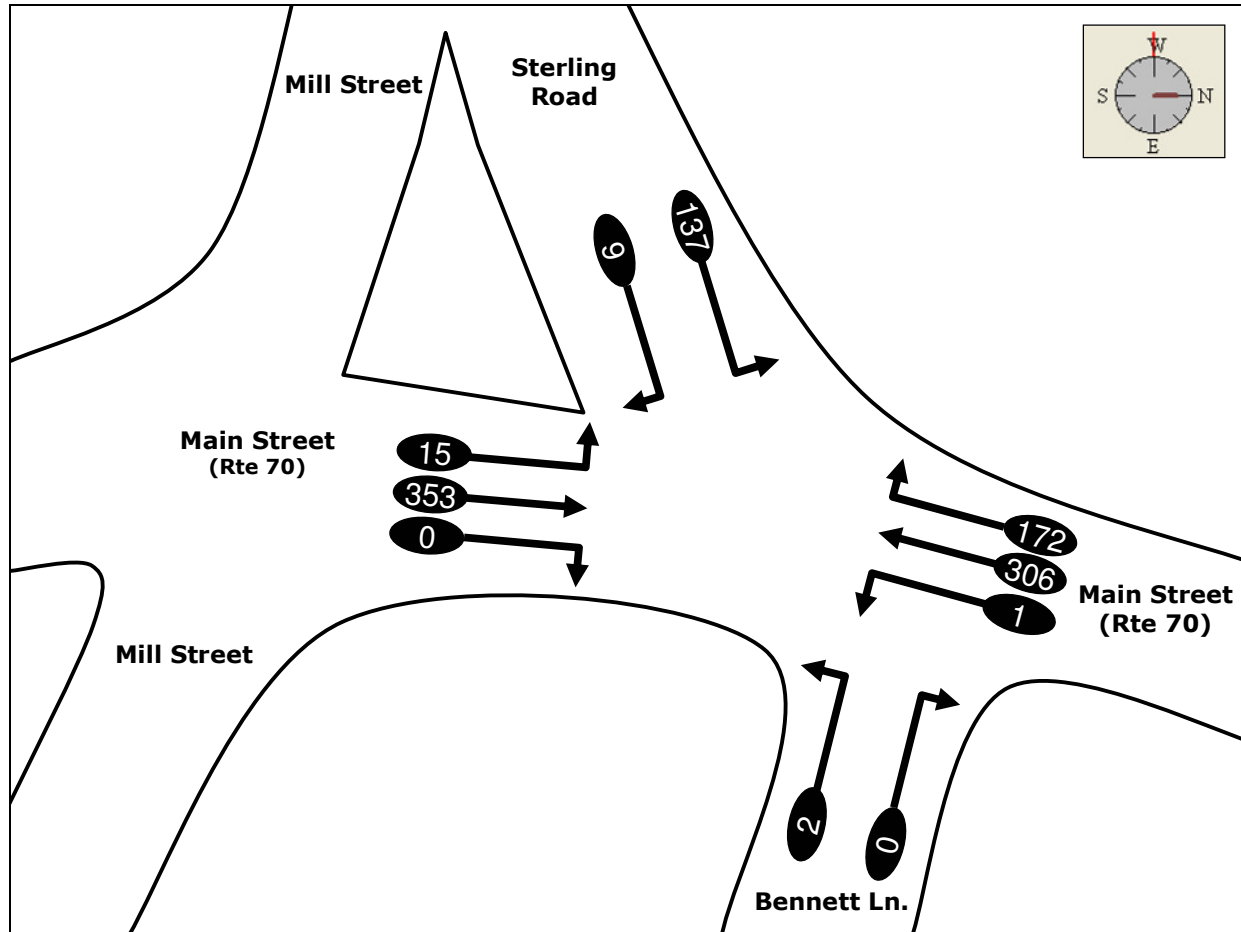 Mill Street
Sterling
Road
W
S
N
E
137
9
Main Street
(Rte 70)
15
353
0
172
306
1
Main Street
(Rte 70)
Mill Street
2
0
Bennett Ln.